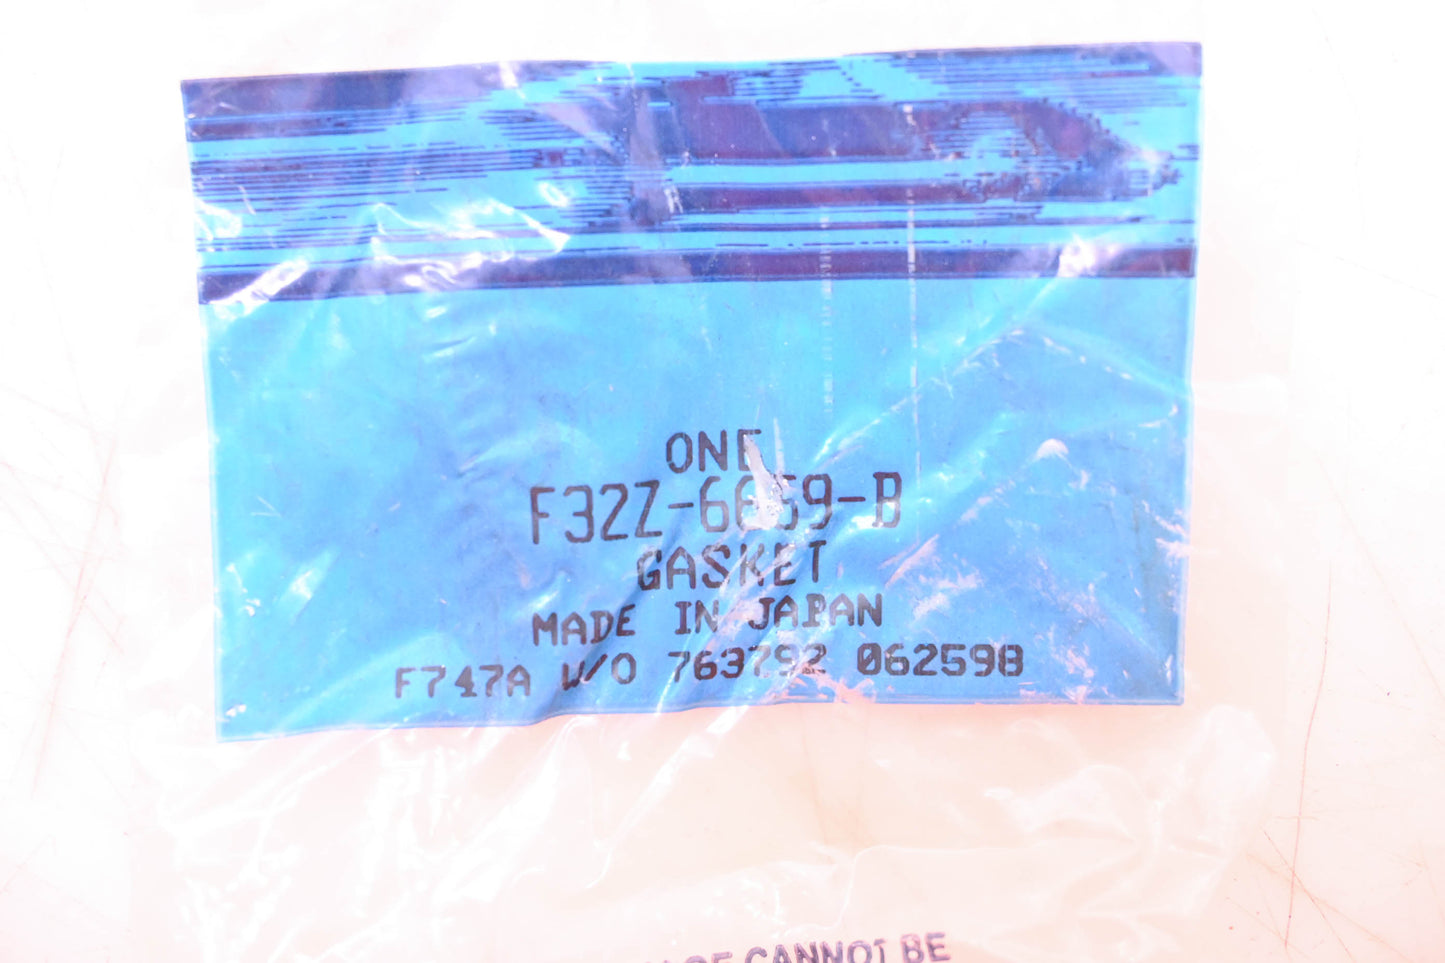 ONE
F32Z-6659-B
GASKET
MADE IN JAPAN
F747A W/O 763792 062598
CANNOT BE